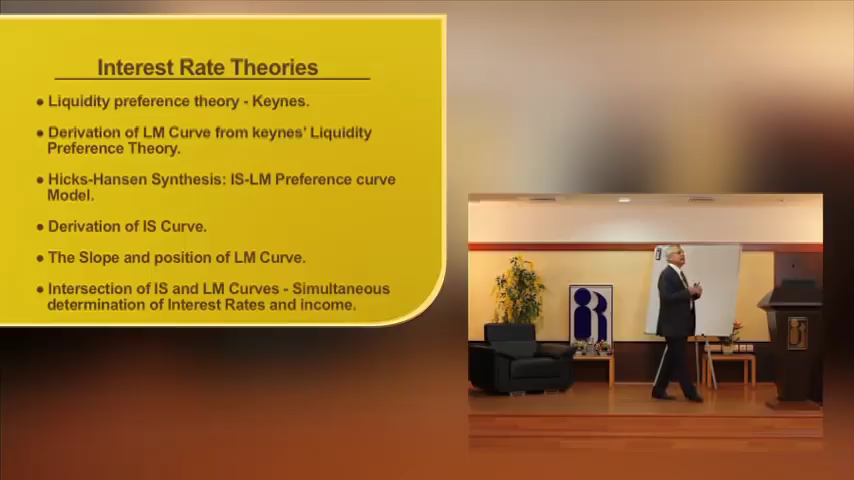 Interest Rate Theories
● Liquidity preference theory - Keynes.
● Derivation of LM Curve from keynes' Liquidity
Preference Theory.
● Hicks-Hansen Synthesis: IS-LM Preference curve
Model.
● Derivation of IS Curve.
● The Slope and position of LM Curve.
● Intersection of IS and LM Curves - Simultaneous
determination of Interest Rates and income.